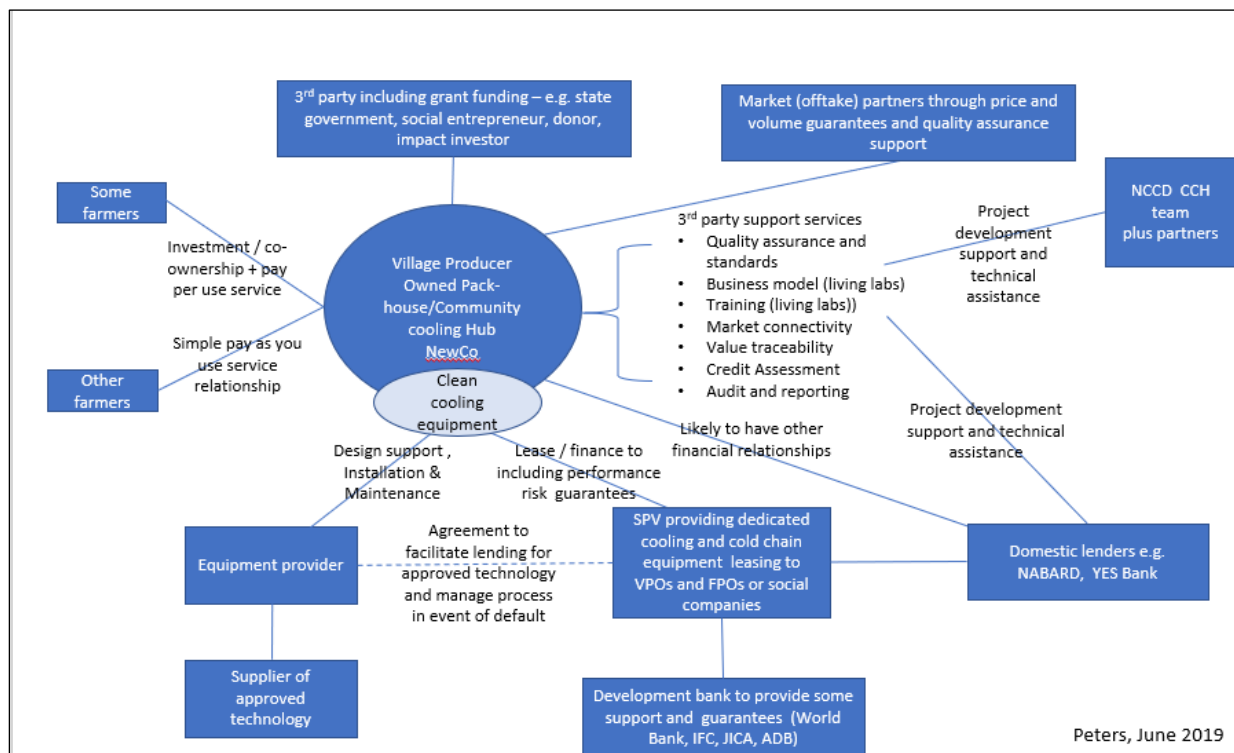 3rd party including grant funding – e.g. state
government, social entrepreneur, donor,
impact investor
Market (offtake) partners through price and
volume guarantees and quality assurance
support
Some
farmers
NCCD CCH
team
plus partners
Investment / co-
ownership + pay
per use service
Village Producer
Owned Pack-
house/Community
cooling Hub
NewCo
3rd party support services
• Quality assurance and
standards
• Business model (living labs)
• Training (living labs))
• Market connectivity
• Value traceability
• Credit Assessment
• Audit and reporting
Project
development
support and
technical
assistance
Simple pay as you
use service
relationship
Other
farmers
Clean
cooling
equipment
Design support ,
Installation &
Maintenance
Lease / finance to
including performance
risk guarantees
Likely to have other
financial relationships
Project development
support and technical
assistance
Equipment provider
Agreement to
facilitate lending for
approved technology
and manage process
in event of default
SPV providing dedicated
cooling and cold chain
equipment leasing to
VPOs and FPOs or social
companies
Domestic lenders e.g.
NABARD, YES Bank
Supplier of
approved
technology
Development bank to provide some
support and guarantees (World
Bank, IFC, JICA, ADB)
Peters, June 2019